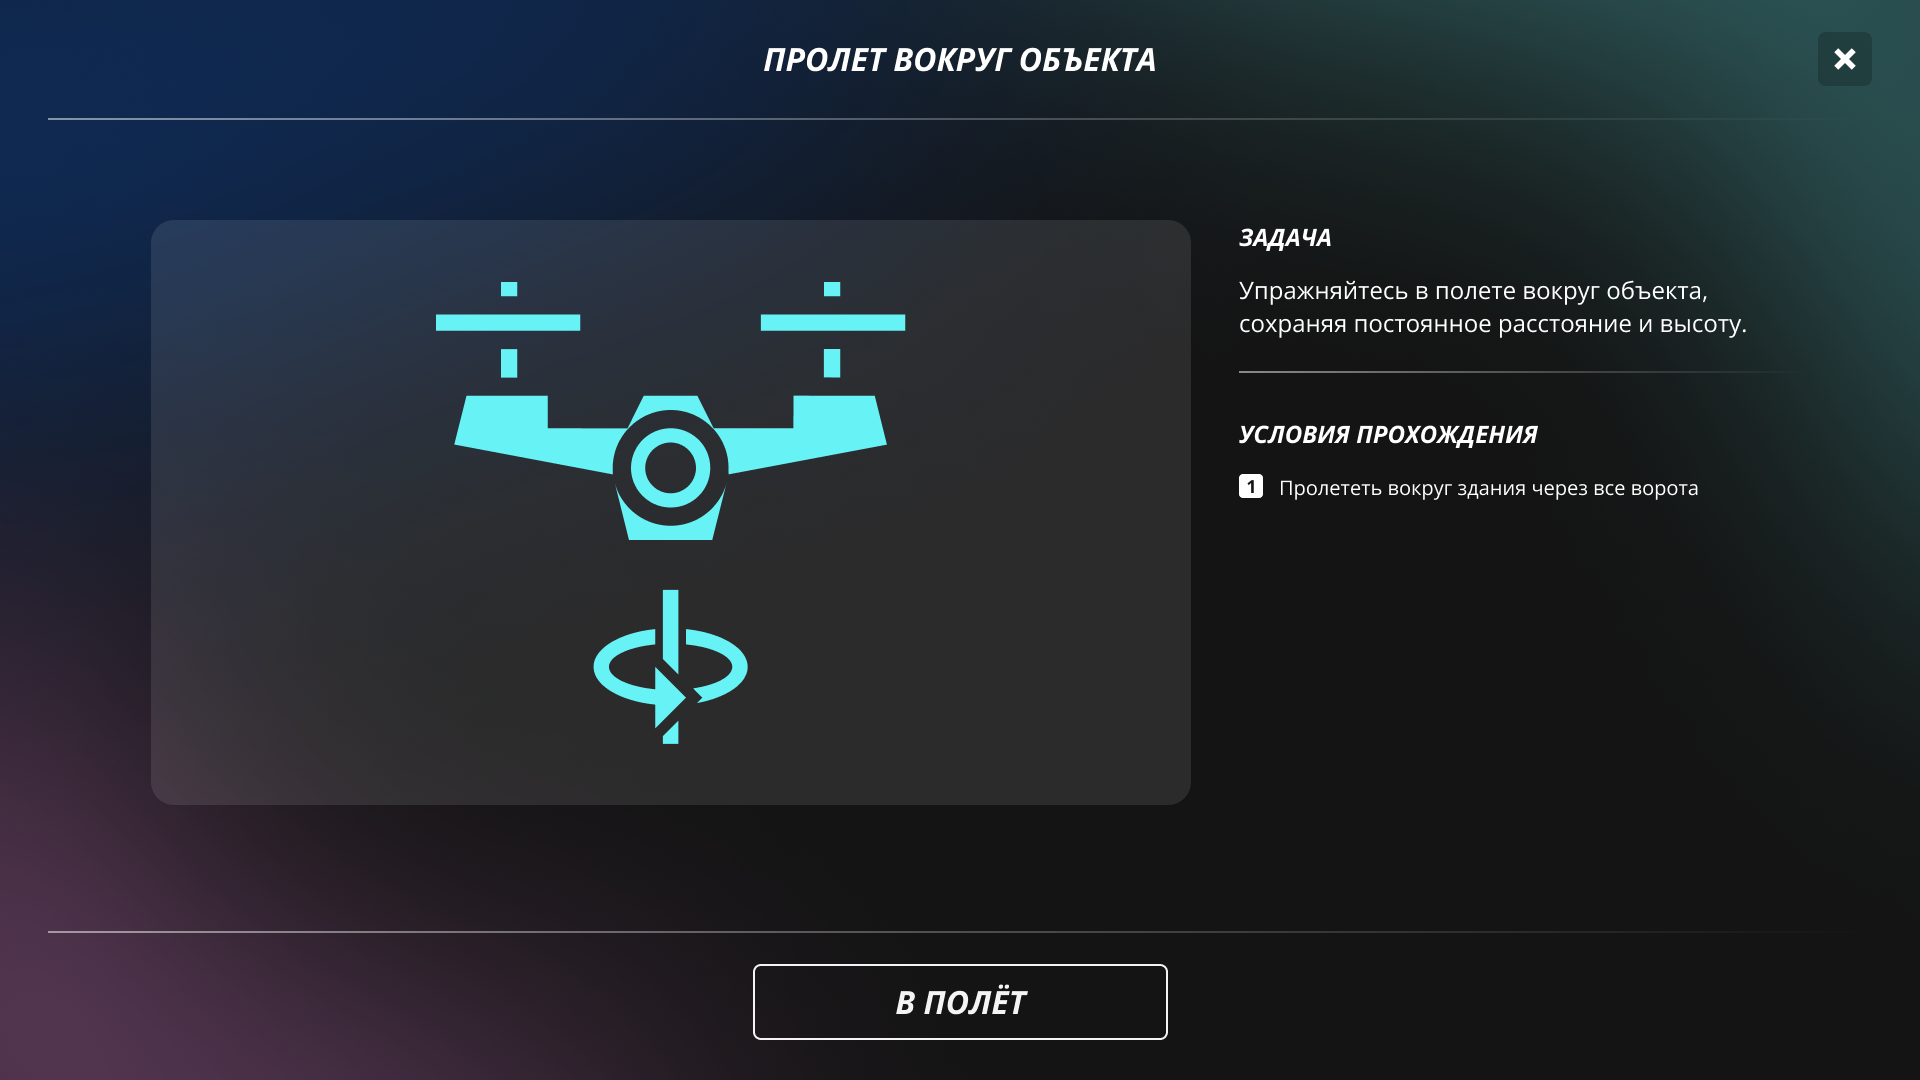 ПРОЛЕТ ВОКРУГ ОБЪЕКТА
ЗАДАЧА
Упражняйтесь в полете вокруг объекта,
сохраняя постоянное расстояние и высоту.
УСЛОВИЯ ПРОХОЖДЕНИЯ
1 Пролететь вокруг здания через все ворота
В ПОЛЁТ